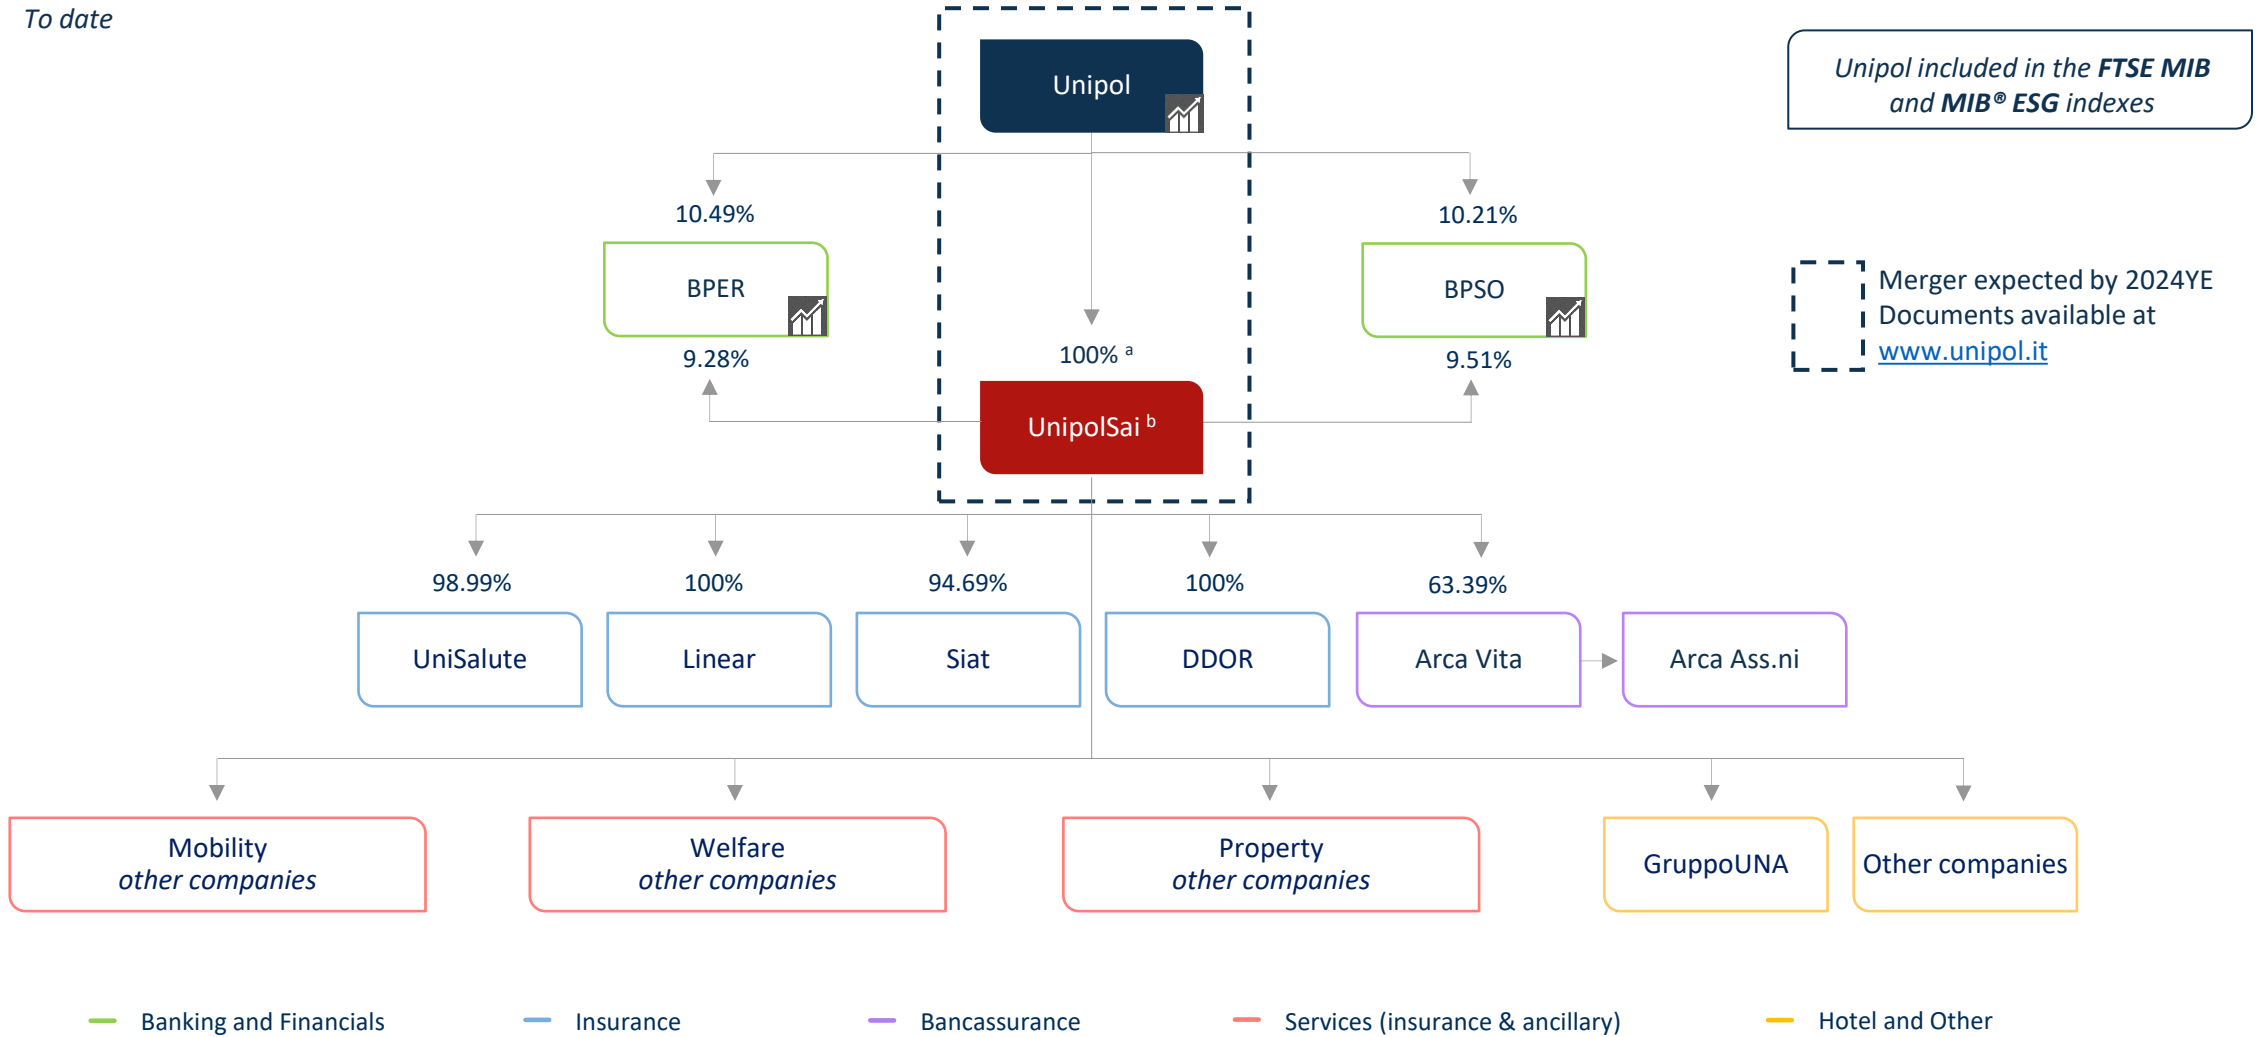 To date
Unipol
Unipol included in the FTSE MIB
and MIB® ESG indexes
10.49%
10.21%
BPER
BPSO
Merger expected by 2024YE
Documents available at
www.unipol.it
9.28%
100% a
9.51%
UnipolSai b
98.99%
100%
94.69%
100%
63.39%
UniSalute
Linear
Siat
DDOR
Arca Vita
Arca Ass.ni
Mobility
other companies
Welfare
other companies
Property
other companies
GruppoUNA
Other companies
Banking and Financials
Insurance
Bancassurance
Services (insurance & ancillary)
Hotel and Other